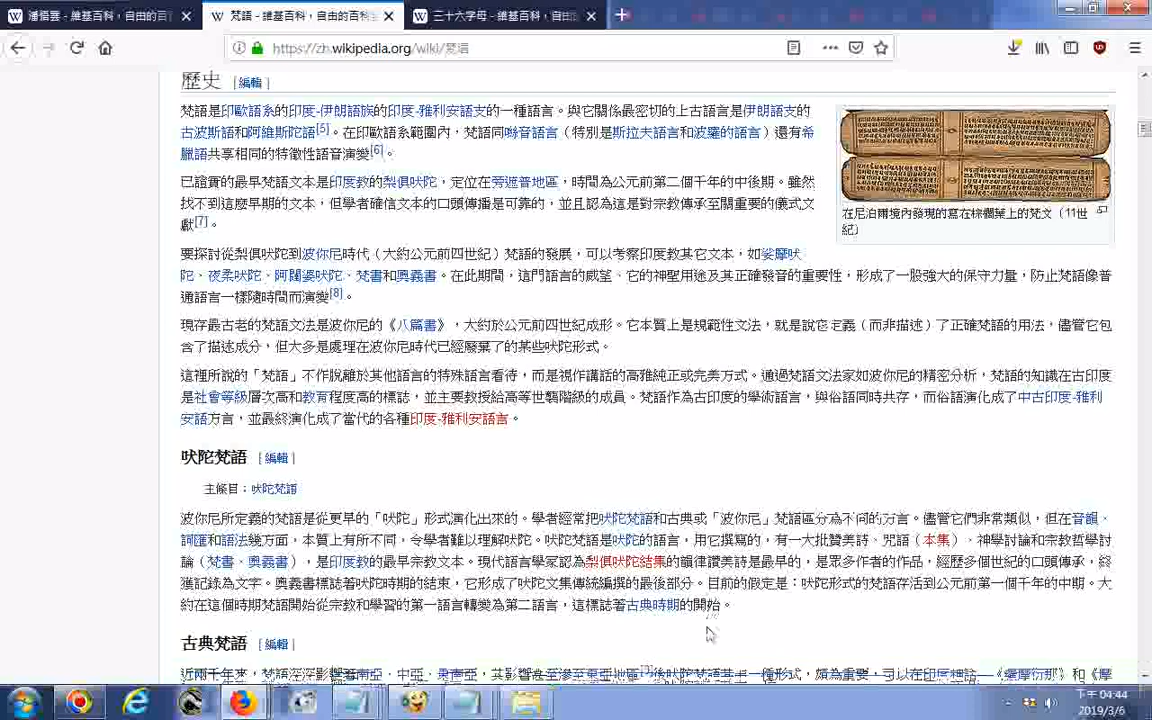 潘悟雲 - 維基百科，自由的百
梵語 - 維基百科，自由的百科
三十六字母 - 維基百科，自由
https://zh.wikipedia.org/wiki/梵語
歷史 [編輯]
梵語是印歐語系的印度-伊朗語族的印度-雅利安語支的一種語言。與它關係最密切的上古語言是伊朗語支的
古波斯語和阿維斯陀語[5]。在印歐語系範圍內，梵語同噝音語言（特別是斯拉夫語言和波羅的語言）還有希
臘語共享相同的特徵性語音演變[6]。
已證實的最早梵語文本是印度教的梨俱吠陀，定位在旁遮普地區，時間為公元前第二個千年的中後期。雖然
找不到這麼早期的文本，但學者確信文本的口頭傳播是可靠的，並且認為這是對宗教傳承至關重要的儀式文
獻[7]。
在尼泊爾境內發現的寫在棕櫚葉上的梵文（11世
紀）
要探討從梨俱吠陀到波你尼時代（大約公元前四世紀）梵語的發展，可以考察印度教其它文本，如娑摩吠
陀、夜柔吠陀、阿闥婆吠陀、梵書和奧義書。在此期間，這門語言的威望、它的神聖用途及其正確發音的重要性，形成了一股強大的保守力量，防止梵語像普
通語言一樣隨時間而演變[8]。
現存最古老的梵語文法是波你尼的《八篇書》，大約於公元前四世紀成形。它本質上是規範性文法，就是說它定義（而非描述）了正確梵語的用法，儘管它包
含了描述成分，但大多是處理在波你尼時代已經廢棄了的某些吠陀形式。
這裡所說的「梵語」不作脫離於其他語言的特殊語言看待，而是視作講話的高雅純正或完美方式。通過梵語文法家如波你尼的精密分析，梵語的知識在古印度
是社會等級層次高和教育程度高的標誌，並主要教授給高等世襲階級的成員。梵語作為古印度的學術語言，與俗語同時共存，而俗語演化成了中古印度-雅利
安語方言，並最終演化成了當代的各種印度-雅利安語言。
吠陀梵語 [編輯]
主條目：吠陀梵語
波你尼所定義的梵語是從更早的「吠陀」形式演化出來的。學者經常把吠陀梵語和古典或「波你尼」梵語區分為不同的方言。儘管它們非常類似，但在音韻、
詞匯和語法幾方面，本質上有所不同，令學者難以理解吠陀。吠陀梵語是吠陀的語言，用它撰寫的，有一大批贊美詩、咒語（本集）、神學討論和宗教哲學討
論（梵書、奧義書），是印度教的最早宗教文本。現代語言學家認為梨俱吠陀結集的韻律讚美詩是最早的，是眾多作者的作品，經歷多個世紀的口頭傳承，終
獲記錄為文字。奧義書標誌著吠陀時期的結束，它形成了吠陀文集傳統編撰的最後部分。目前的假定是：吠陀形式的梵語存活到公元前第一個千年的中期。大
約在這個時期梵語開始從宗教和學習的第一語言轉變為第二語言，這標誌著古典時期的開始。
古典梵語 [編輯]
近兩千年來，梵語深深影響著南亞、中亞、東南亞，其影響
下午 04:44
2019/3/6